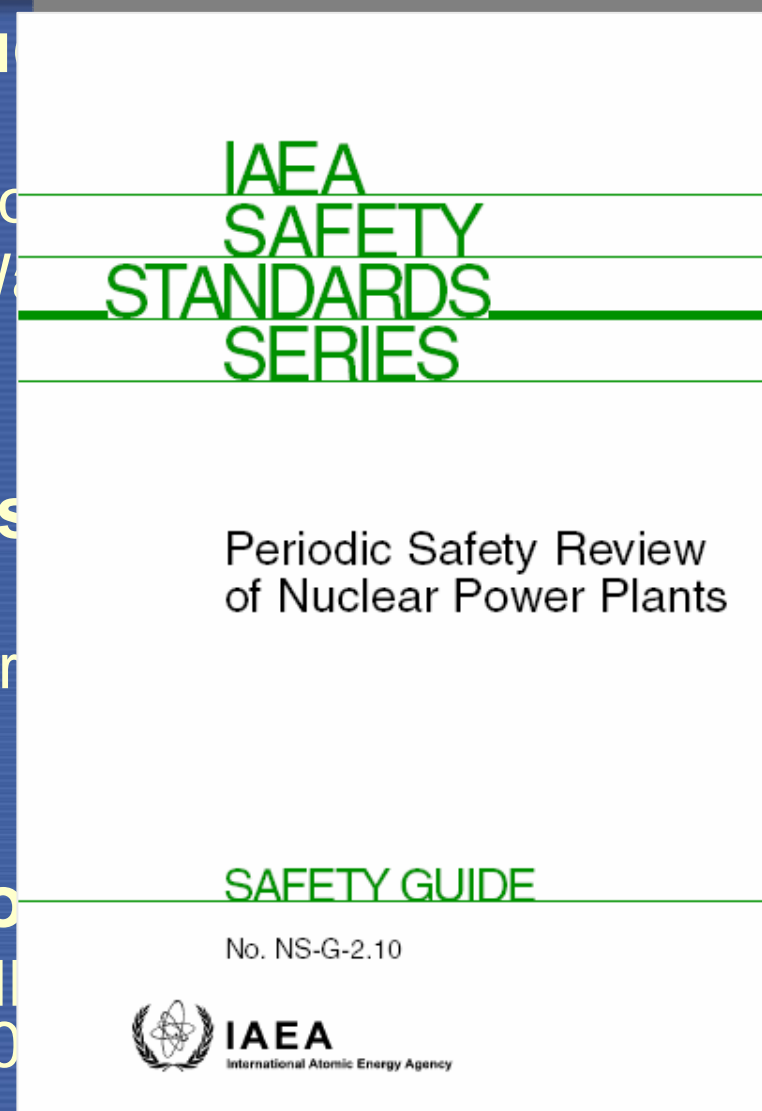 IAEA
SAFETY
STANDARDS
SERIES
Periodic Safety Review
of Nuclear Power Plants
SAFETY GUIDE
No. NS-G-2.10
IAEA
International Atomic Energy Agency